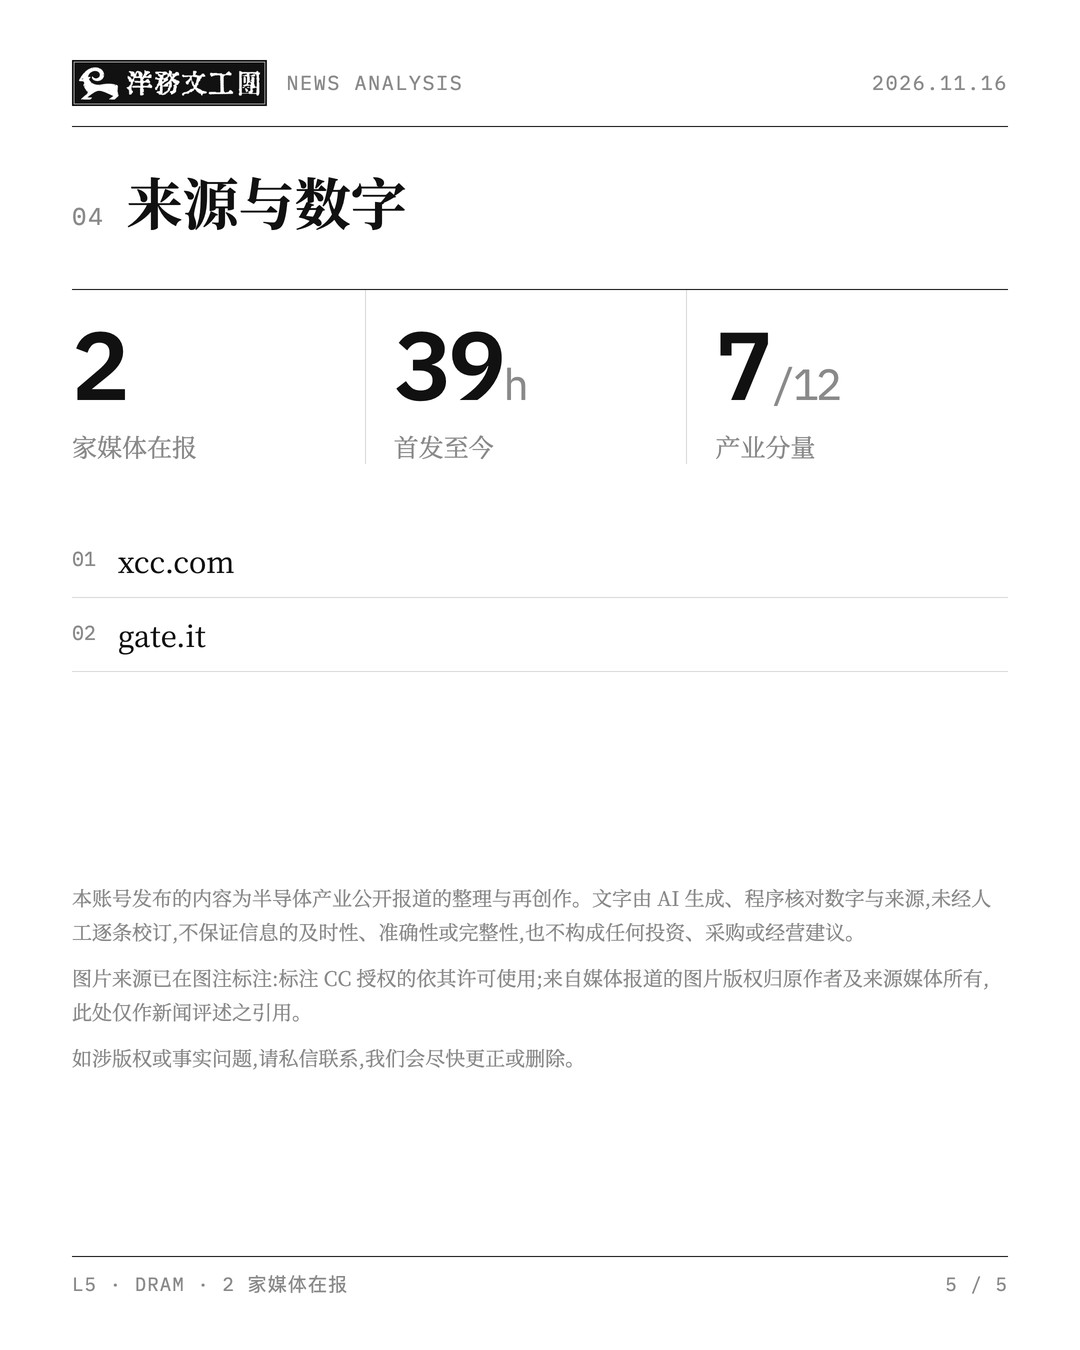 洋務文工團 NEWS ANALYSIS 2026.11.16
04 来源与数字
2 39h 7/12
家媒体在报 首发至今 产业分量
01 xcc.com
02 gate.it
本账号发布的内容为半导体产业公开报道的整理与再创作。文字由 AI 生成、程序核对数字与来源,未经人
工逐条校订,不保证信息的及时性、准确性或完整性,也不构成任何投资、采购或经营建议。
图片来源已在图注标注:标注 CC 授权的依其许可使用;来自媒体报道的图片版权归原作者及来源媒体所有,
此处仅作新闻评述之引用。
如涉版权或事实问题,请私信联系,我们会尽快更正或删除。
L5 · DRAM · 2 家媒体在报 5 / 5